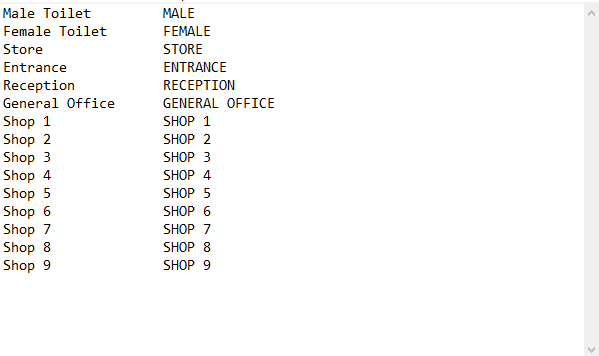 Male Toilet MALE
Female Toilet FEMALE
Store STORE
Entrance ENTRANCE
Reception RECEPTION
General Office GENERAL OFFICE
Shop 1 SHOP 1
Shop 2 SHOP 2
Shop 3 SHOP 3
Shop 4 SHOP 4
Shop 5 SHOP 5
Shop 6 SHOP 6
Shop 7 SHOP 7
Shop 8 SHOP 8
Shop 9 SHOP 9